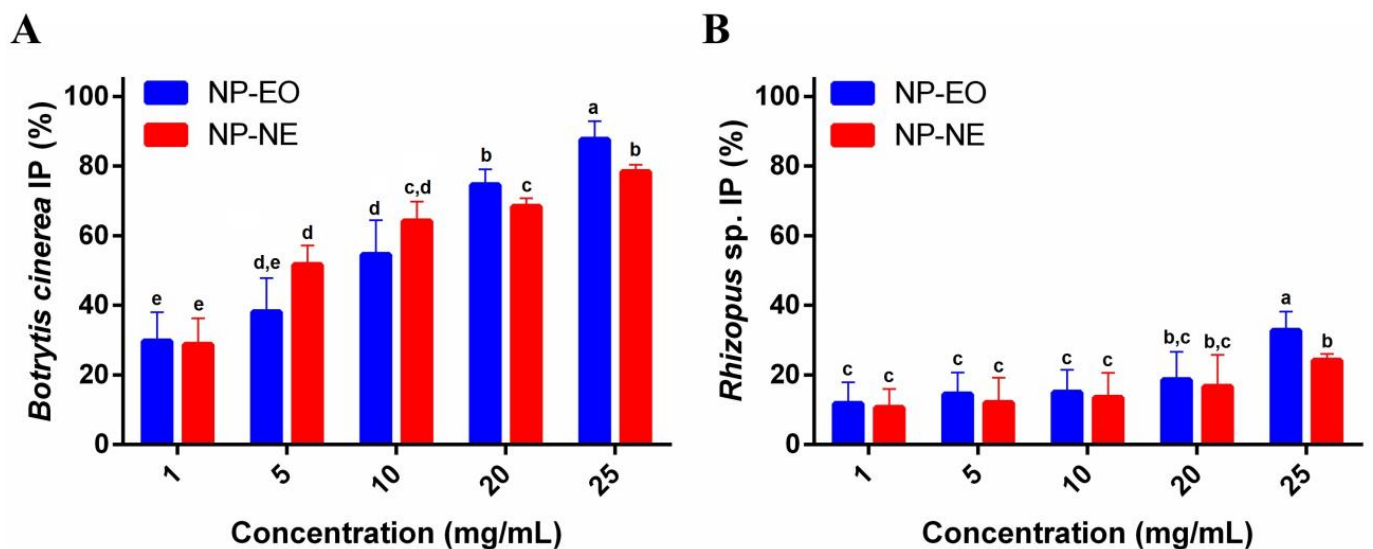 A
Botrytis cinerea IP (%)
NP-EO
NP-NE
100
80
60
40
20
0
e
e
d,e
d
d
c,d
b
c
a
b
1
5
10
20
25
Concentration (mg/mL)
B
Rhizopus sp. IP (%)
NP-EO
NP-NE
100
80
60
40
20
0
c
c
c
c
c
c
b,c
b,c
a
b
1
5
10
20
25
Concentration (mg/mL)